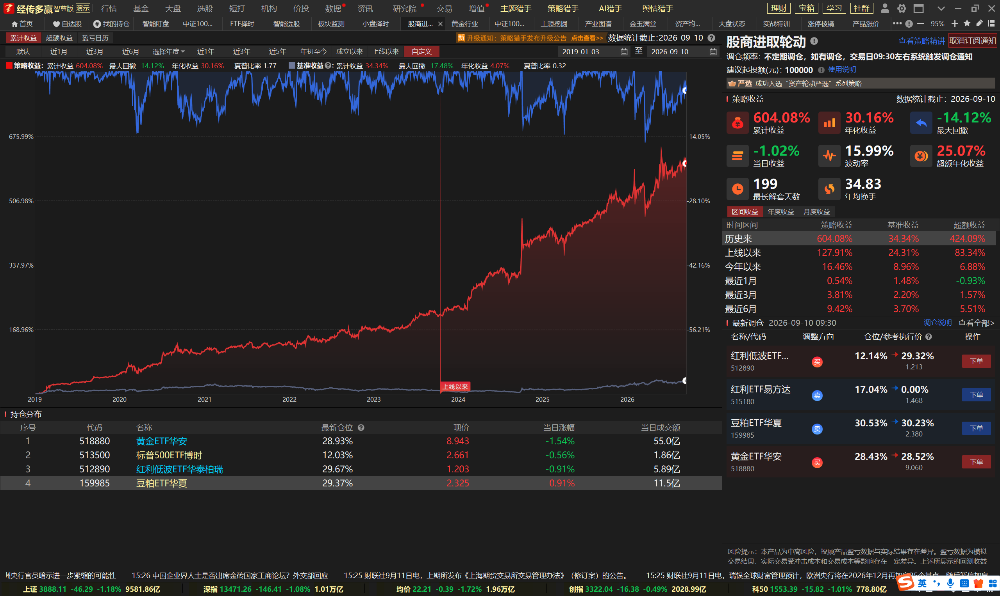 经传多赢 智尊版 演示 行情 基金 大盘 选股 短打 机构 价投 数据 资讯 研究院 交易 增值 主题猎手 策略猎手 AI猎手 舆情猎手 理财 宝箱 学习 社群
首页 自选股 我的持仓 智能盯盘 中证100... ETF择时 智能选股 板块监测 小盘择时 股商进... 黄金行业 中证100... 主题挖掘 产业图谱 金玉满堂 资产均... 大盘状态 实战特训 涨停棱镜 产品涨价 95%
累计收益 超额收益 盈亏日历 新 升级通知：策略猎手发布升级公告 点击查看>> 数据统计截止:2026-09-10
默认 近1月 近3月 近6月 选择年度 近1年 近3年 近5年 年初至今 成立以来 上线以来 自定义 2019-01-03 至 2026-09-10
策略收益: 累计收益 604.08% 最大回撤 -14.12% 年化收益 30.16% 夏普比率 1.77 基准收益: 累计收益 34.34% 最大回撤 -17.48% 年化收益 4.07% 夏普比率 0.32
675.99% -14.05%
506.98% -28.10%
337.97% -42.16%
168.96% -56.21%
上线以来
2019 2020 2021 2022 2023 2024 2025 2026
持仓分布
序号 代码 名称 最新仓位 现价 当日涨幅 当日成交额
1 518880 黄金ETF华安 28.93% 8.943 -1.54% 55.0亿
2 513500 标普500ETF博时 12.03% 2.661 -0.56% 1.86亿
3 512890 红利低波ETF华泰柏瑞 29.67% 1.203 -0.91% 5.89亿
4 159985 豆粕ETF华夏 29.37% 2.325 0.91% 11.5亿
股商进取轮动 查看策略精讲 取消订阅通知
调仓频率：不定期调仓，如有调仓，交易日09:30左右系统触发调仓通知
建议起投额(元)：100000 使用说明
严选 成功入选“资产轮动严选”系列策略
策略收益 数据统计截止：2026-09-10
604.08% 累计收益
30.16% 年化收益
-14.12% 最大回撤
-1.02% 当日收益
15.99% 波动率
25.07% 超额年化收益
199 最长解套天数
34.83 年均换手
区间收益 年度收益 月度收益
时间区间 策略收益 基准收益 超额收益
历史来 604.08% 34.34% 424.09%
上线以来 127.91% 24.31% 83.34%
今年以来 16.46% 8.96% 6.88%
最近1月 0.54% 1.48% -0.93%
最近3月 3.81% 2.20% 1.57%
最近6月 9.42% 3.70% 5.51%
最新调仓 2026-09-10 09:30 调仓说明 查看全部>
名称/代码 调整方向 仓位/参考执行价 操作
红利低波ETF... 买 12.14% 29.32% 下单
512890 1.213
红利ETF易方达 卖 17.04% 0.00% 下单
515180 1.468
豆粕ETF华夏 卖 30.53% 30.23% 下单
159985 2.380
黄金ETF华安 买 28.43% 28.52% 下单
518880 9.060
风险提示：本产品为中高风险，投顾产品盈亏数据与实际结果存在差异。盈亏数据为模拟
交易结果，实际交易受冲击成本和交易成本等影响存在一定差异。上述所展示的回测收益
州央行官员暗示进一步紧缩的可能性 15:26 中国企业界人士是否出席金砖国家工商论坛？外交部回应 15:25 财联社9月11日电，上期所发布《上海期货交易所交易管理办法》（修订案）的公告。 15:25 财联社9月11日电，瑞银全球财富管理预计，欧洲央行将在2026年12月再加息25个基点，随后暂停加息
上证 3888.11 -46.29 -1.18% 9581.86亿 深指 13471.26 -146.41 -1.08% 1.01万亿 均价 22.21 -0.39 -1.72% 1.96万亿 创指 3322.04 -16.38 -0.49% 2028.99亿 科50 1553.39 -15.82 -1.01% 778.80亿
英